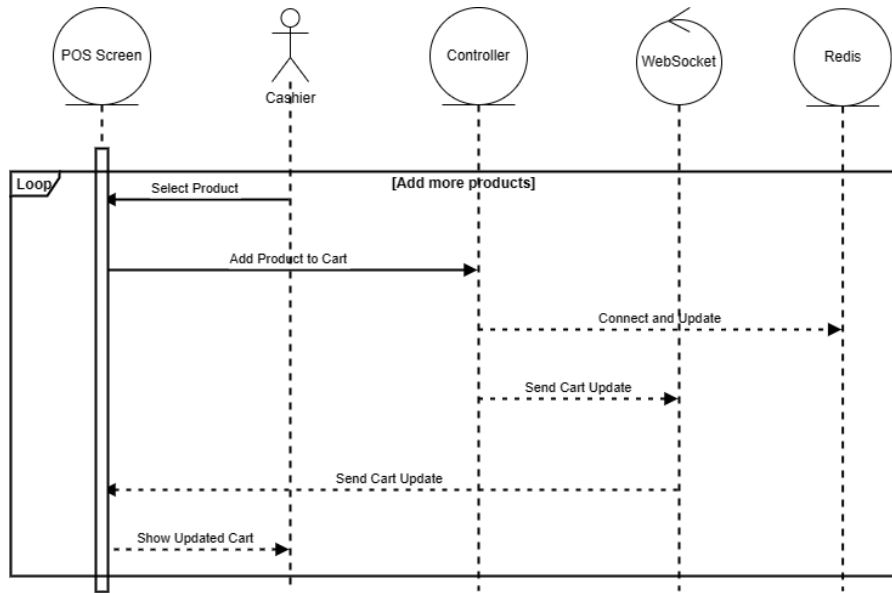 POS Screen
Cashier
Controller
WebSocket
Redis
Loop
[Add more products]
Select Product
Add Product to Cart
Connect and Update
Send Cart Update
Send Cart Update
Show Updated Cart